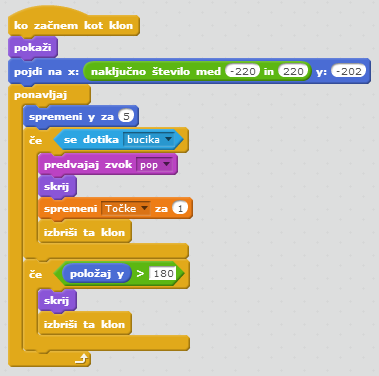 ko začnem kot klon
pokaži
pojdi na x: naključno število med -220 in 220 y: -202
ponavljaj
spremeni y za 5
če se dotika bucika
predvajaj zvok pop
skrij
spremeni Točke za 1
izbriši ta klon
če položaj y > 180
skrij
izbriši ta klon